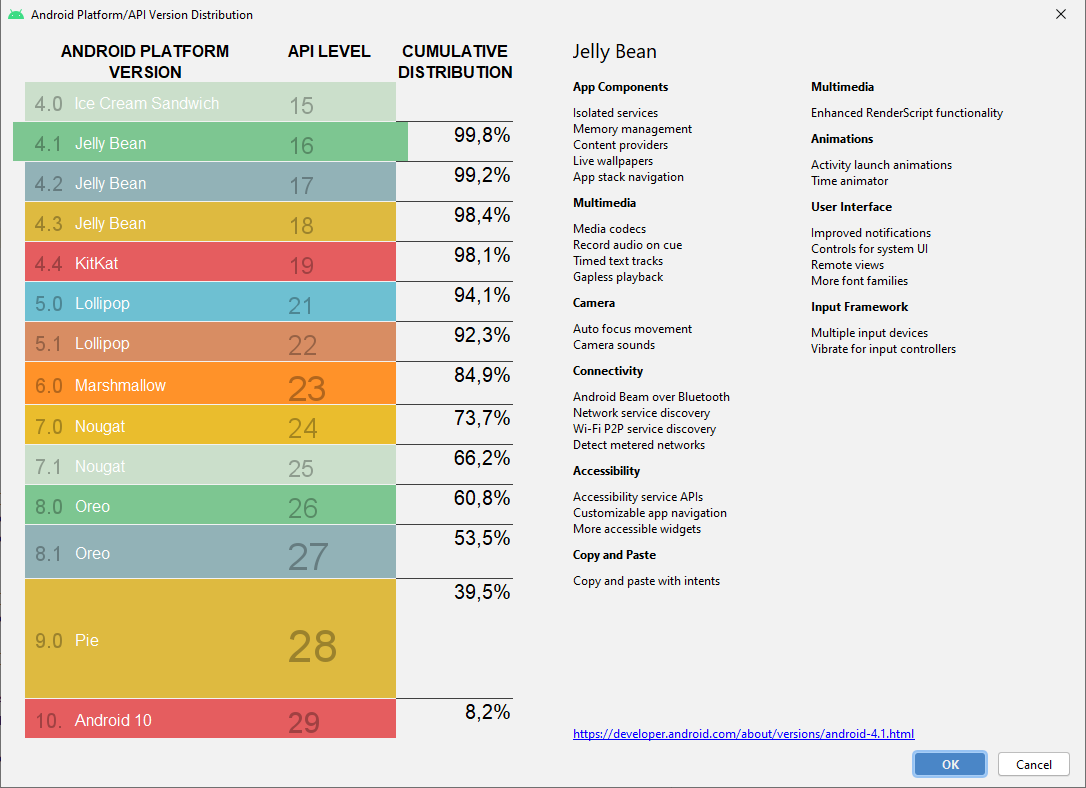 Android Platform/API Version Distribution
ANDROID PLATFORM VERSION API LEVEL CUMULATIVE DISTRIBUTION
4.0 Ice Cream Sandwich 15
99,8%
4.1 Jelly Bean 16
99,2%
4.2 Jelly Bean 17
98,4%
4.3 Jelly Bean 18
98,1%
4.4 KitKat 19
94,1%
5.0 Lollipop 21
92,3%
5.1 Lollipop 22
84,9%
6.0 Marshmallow 23
73,7%
7.0 Nougat 24
66,2%
7.1 Nougat 25
60,8%
8.0 Oreo 26
53,5%
8.1 Oreo 27
39,5%
9.0 Pie 28
8,2%
10. Android 10 29
Jelly Bean
App Components
Isolated services
Memory management
Content providers
Live wallpapers
App stack navigation
Multimedia
Media codecs
Record audio on cue
Timed text tracks
Gapless playback
Camera
Auto focus movement
Camera sounds
Connectivity
Android Beam over Bluetooth
Network service discovery
Wi-Fi P2P service discovery
Detect metered networks
Accessibility
Accessibility service APIs
Customizable app navigation
More accessible widgets
Copy and Paste
Copy and paste with intents
Multimedia
Enhanced RenderScript functionality
Animations
Activity launch animations
Time animator
User Interface
Improved notifications
Controls for system UI
Remote views
More font families
Input Framework
Multiple input devices
Vibrate for input controllers
https://developer.android.com/about/versions/android-4.1.html
OK
Cancel